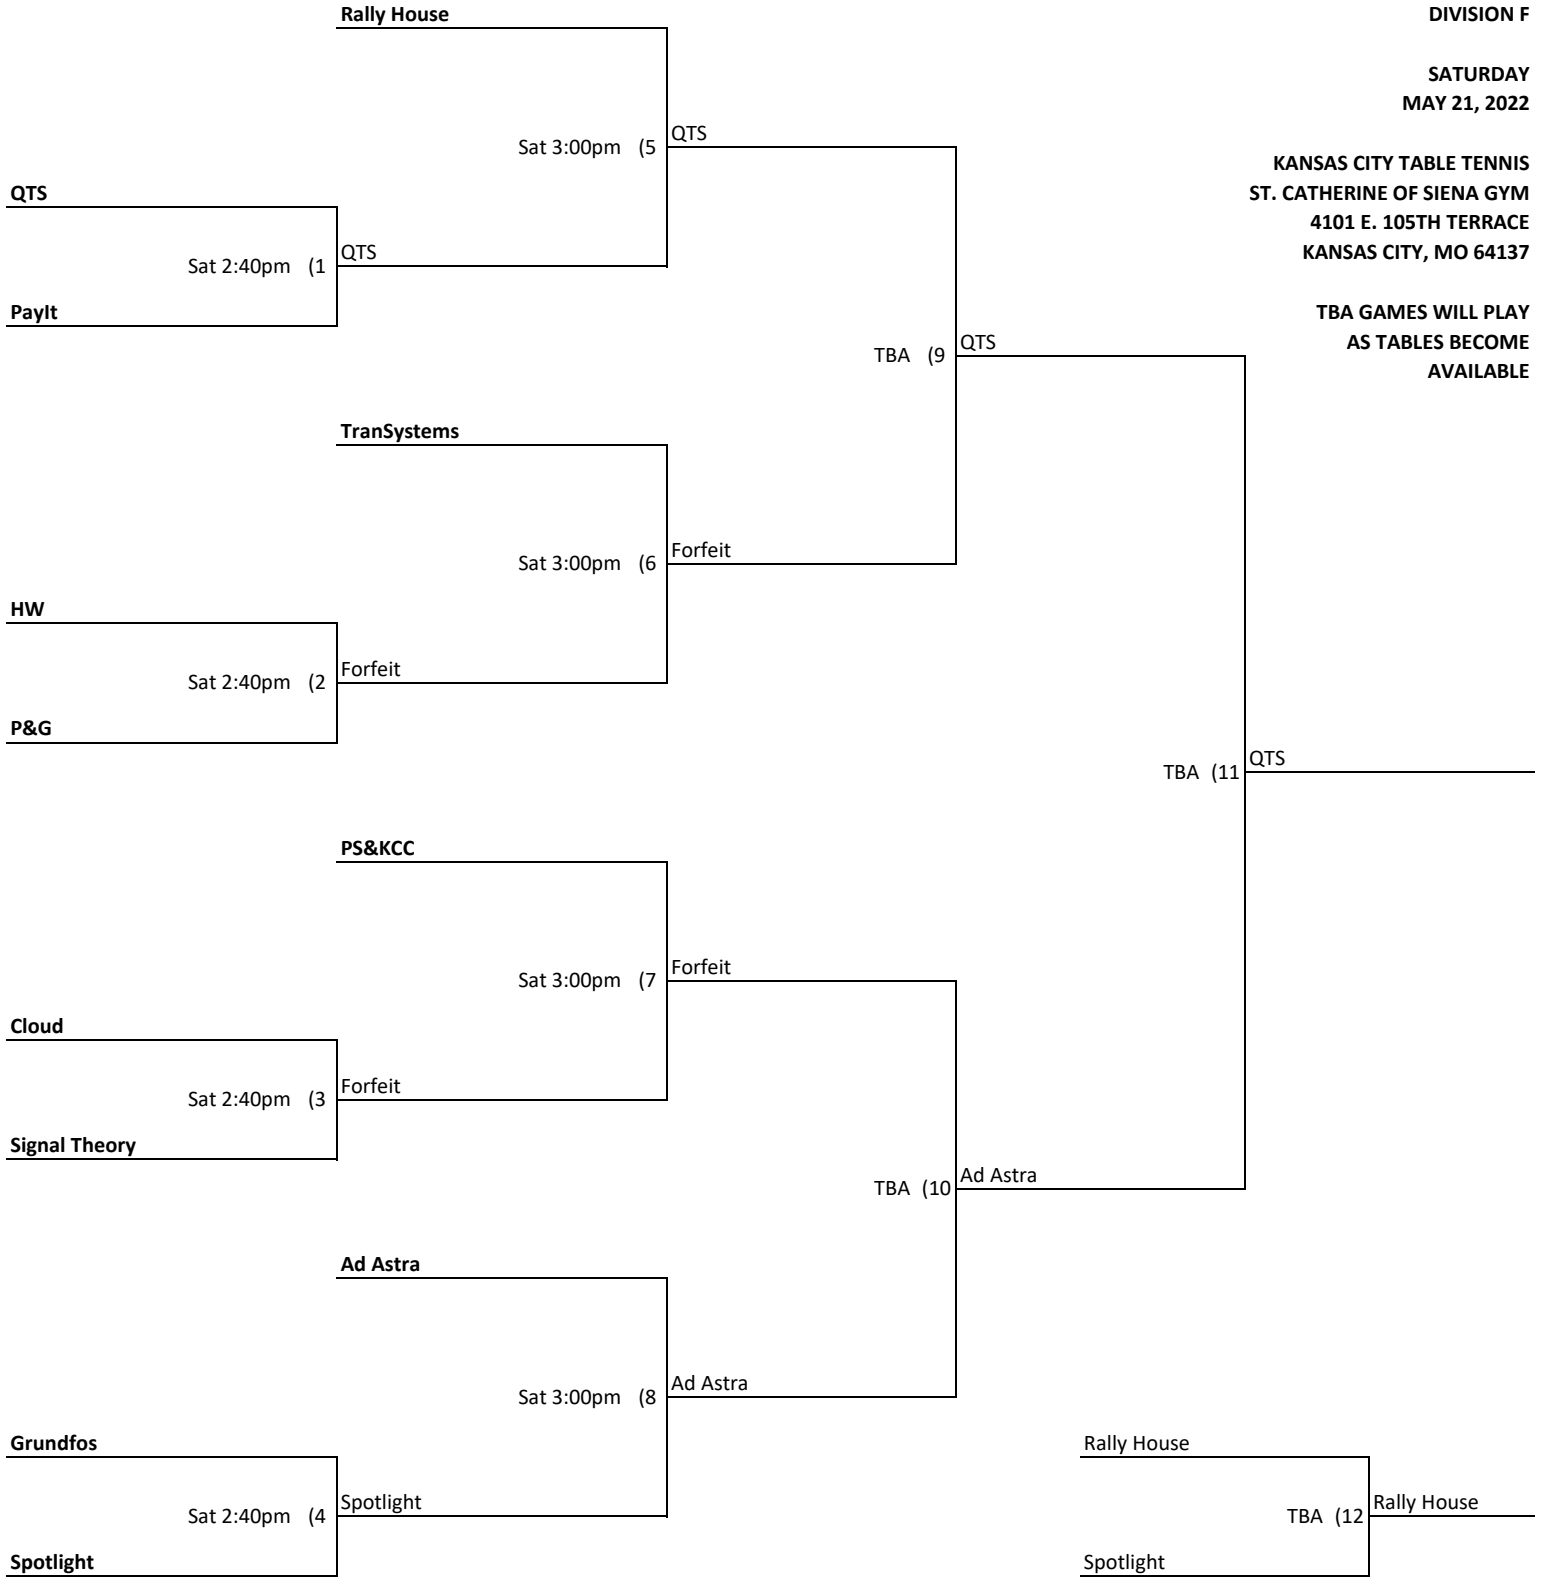 Rally House
DIVISION F
SATURDAY
MAY 21, 2022
Sat 3:00pm (5
QTS
KANSAS CITY TABLE TENNIS
QTS
ST. CATHERINE OF SIENA GYM
4101 E. 105TH TERRACE
Sat 2:40pm (1
QTS
KANSAS CITY, MO 64137
PayIt
TBA GAMES WILL PLAY
TBA (9
QTS
AS TABLES BECOME
AVAILABLE
TranSystems
Sat 3:00pm (6
Forfeit
HW
Sat 2:40pm (2
Forfeit
P&G
TBA (11
QTS
PS&KCC
Sat 3:00pm (7
Forfeit
Cloud
Sat 2:40pm (3
Forfeit
Signal Theory
TBA (10
Ad Astra
Ad Astra
Sat 3:00pm (8
Ad Astra
Grundfos
Rally House
Sat 2:40pm (4
Spotlight
TBA (12
Rally House
Spotlight
Spotlight